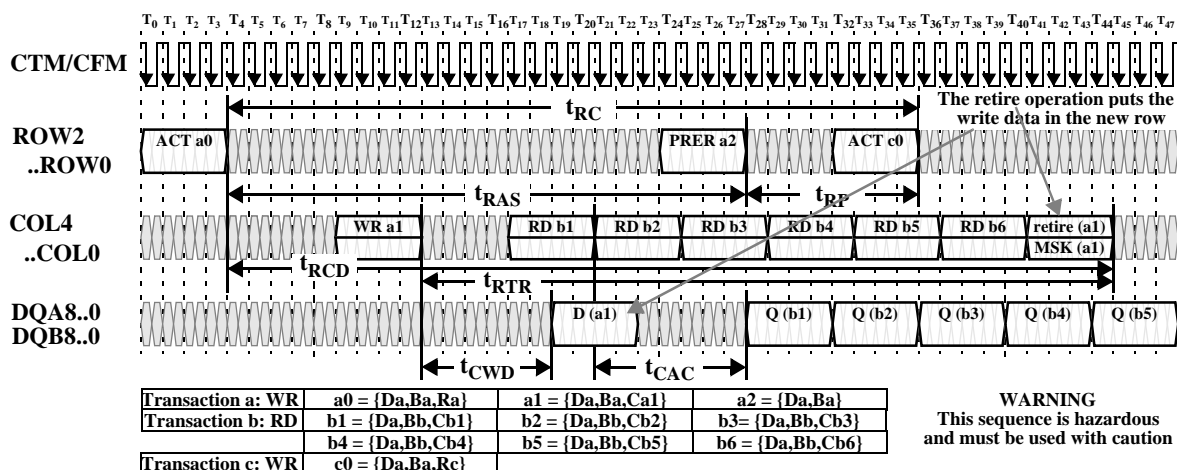 T0 T1 T2 T3 T4 T5 T6 T7 T8 T9 T10 T11 T12 T13 T14 T15 T16 T17 T18 T19 T20 T21 T22 T23 T24 T25 T26 T27 T28 T29 T30 T31 T32 T33 T34 T35 T36 T37 T38 T39 T40 T41 T42 T43 T44 T45 T46 T47
CTM/CFM
The retire operation puts the
write data in the new row
tRC
ROW2
..ROW0
ACT a0 PRER a2 ACT c0
tRAS tRP
COL4
..COL0
WR a1 RD b1 RD b2 RD b3 RD b4 RD b5 RD b6 retire (a1)
MSK (a1)
tRCD
tRTR
DQA8..0
DQB8..0
D (a1) Q (b1) Q (b2) Q (b3) Q (b4) Q (b5)
tCWD tCAC
Transaction a: WR a0 = {Da,Ba,Ra} a1 = {Da,Ba,Ca1} a2 = {Da,Ba}
Transaction b: RD b1 = {Da,Bb,Cb1} b2 = {Da,Bb,Cb2} b3= {Da,Bb,Cb3}
b4 = {Da,Bb,Cb4} b5 = {Da,Bb,Cb5} b6 = {Da,Bb,Cb6}
Transaction c: WR c0 = {Da,Ba,Rc}
WARNING
This sequence is hazardous
and must be used with caution